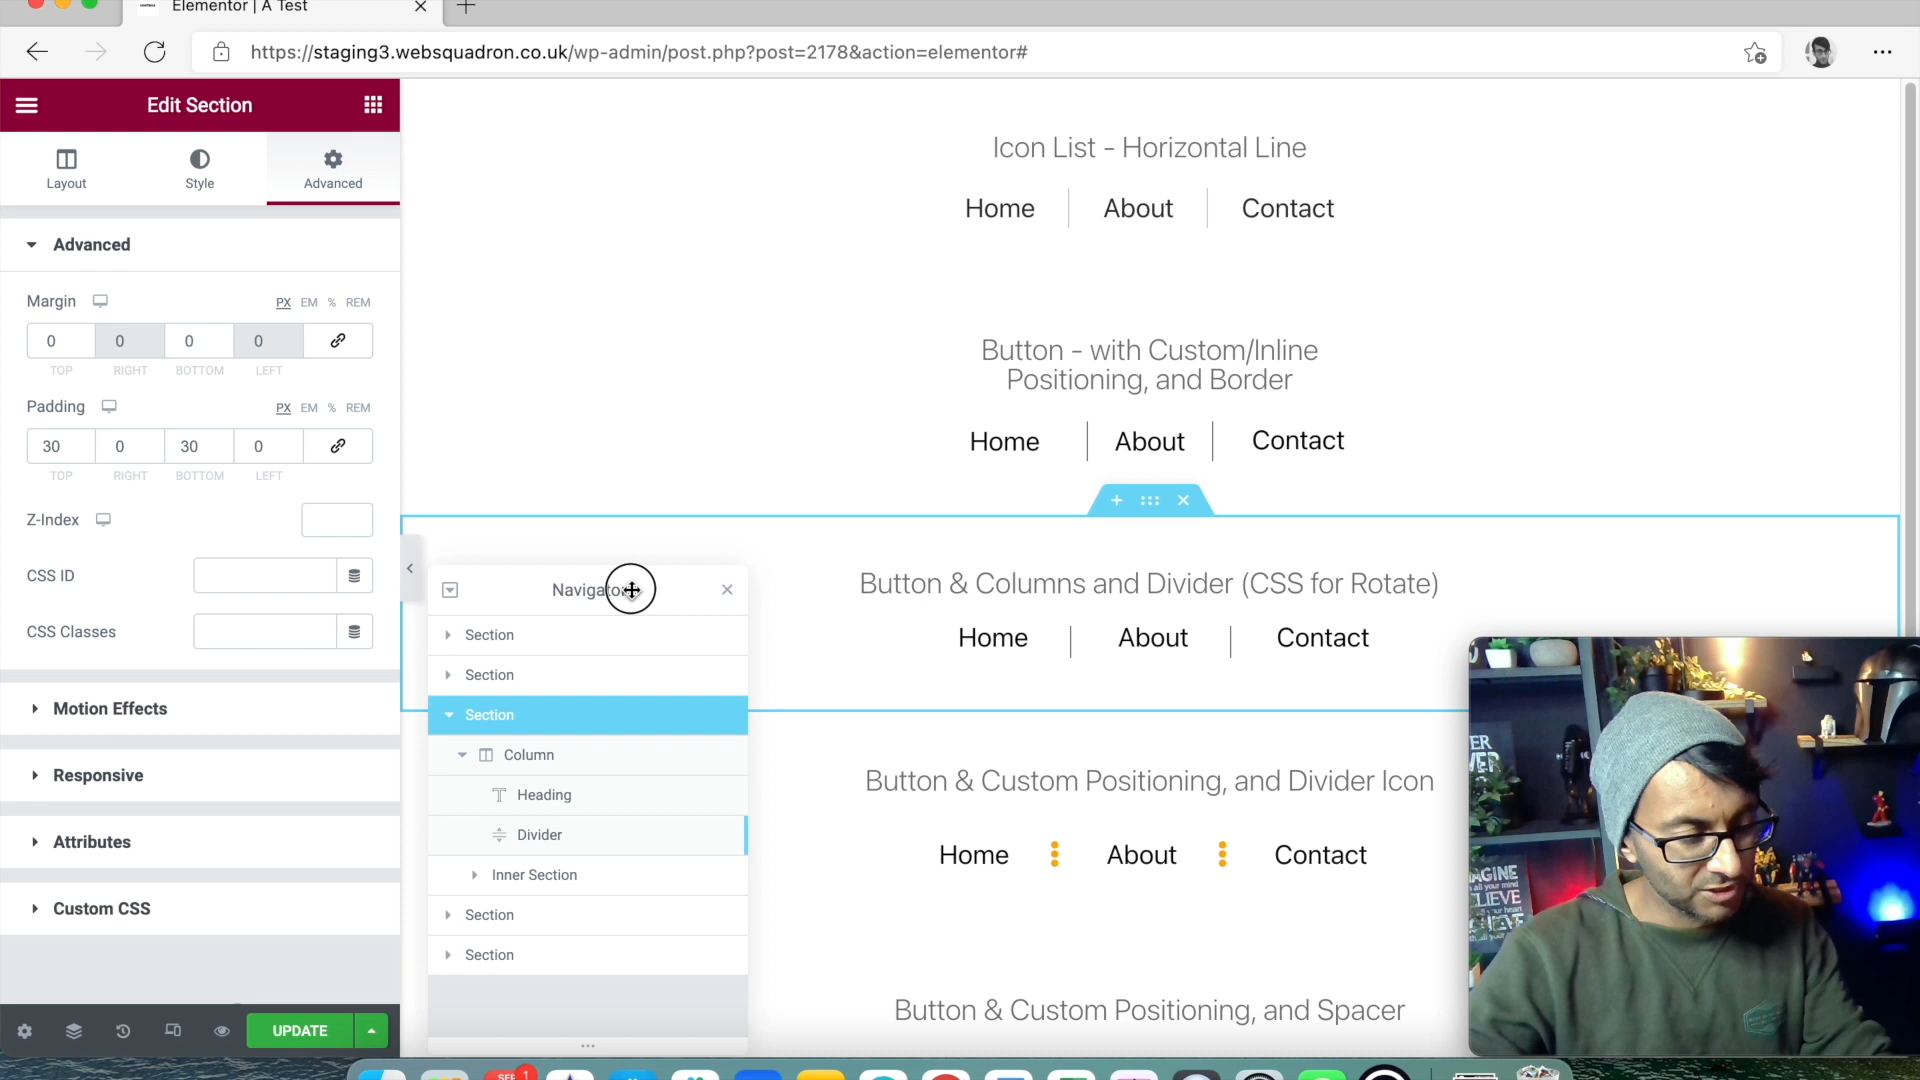 Elementor | A Test
https://staging3.websquadron.co.uk/wp-admin/post.php?post=2178&action=elementor#
Edit Section
Layout
Style
Advanced
Advanced
Margin
PX EM % REM
0 0 0 0
TOP RIGHT BOTTOM LEFT
Padding
PX EM % REM
30 0 30 0
TOP RIGHT BOTTOM LEFT
Z-Index
CSS ID
CSS Classes
Motion Effects
Responsive
Attributes
Custom CSS
UPDATE
Icon List - Horizontal Line
Home About Contact
Button - with Custom/Inline
Positioning, and Border
Home About Contact
Button & Columns and Divider (CSS for Rotate)
Home About Contact
Button & Custom Positioning, and Divider Icon
Home About Contact
Button & Custom Positioning, and Spacer
Navigator
Section
Section
Section
Column
Heading
Divider
Inner Section
Section
Section
SEP 1